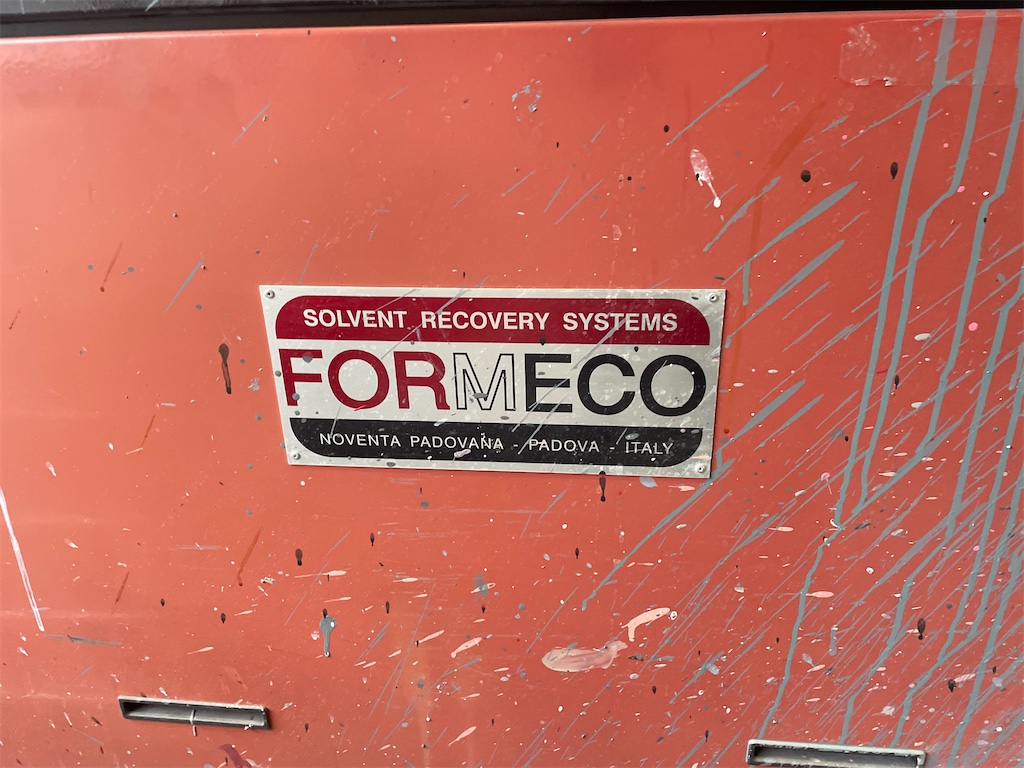 SOLVENT RECOVERY SYSTEMS
FORMECO
NOVENTA PADOVANA - PADOVA - ITALY